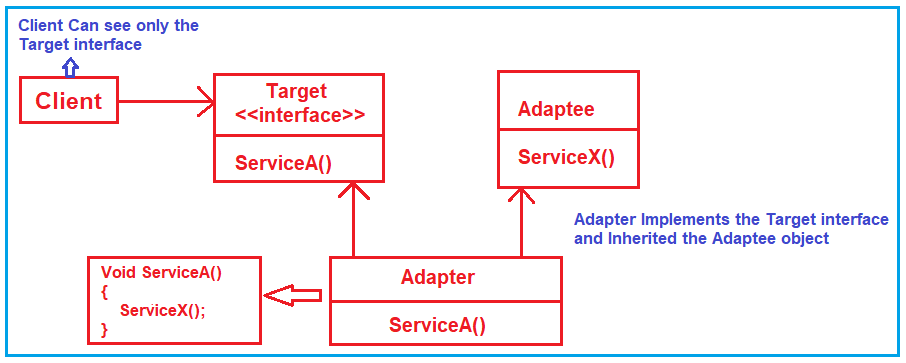 Client Can see only the
Target interface
Client
Target
<<interface>>
ServiceA()
Adaptee
ServiceX()
Adapter Implements the Target interface
and Inherited the Adaptee object
Void ServiceA()
{
ServiceX();
}
Adapter
ServiceA()